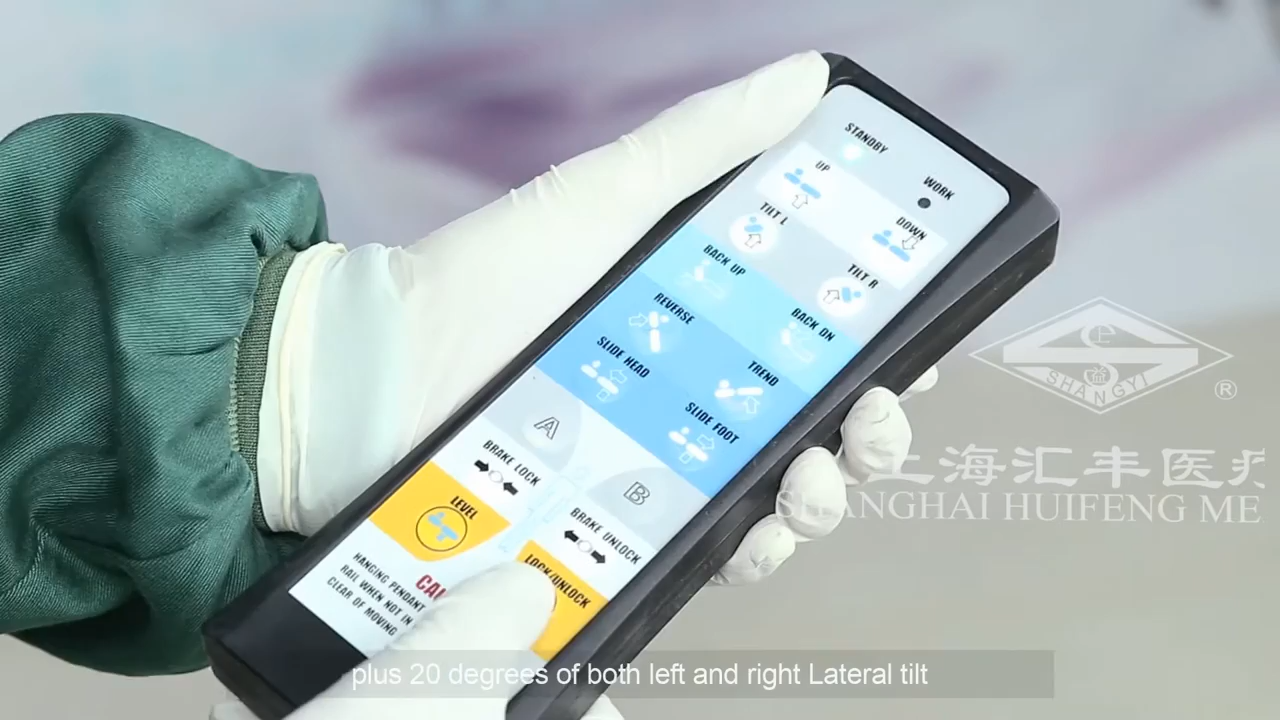 STANDBY
WORK
UP
DOWN
TILT L
TILT R
BACK UP
BACK ON
REVERSE
TREND
SLIDE HEAD
SLIDE FOOT
A
B
BRAKE LOCK
BRAKE UNLOCK
LEVEL
LOCK/UNLOCK
HANGING PENDANT
RAIL WHEN NOT IN
CLEAR OF MOVING
SHANGYI
®
上海汇丰医疗
SHANGHAI HUIFENG ME
plus 20 degrees of both left and right Lateral tilt